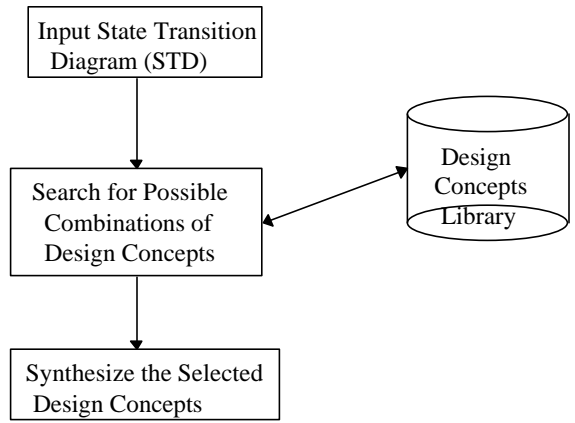 Input State Transition
Diagram (STD)
Search for Possible
Combinations of
Design Concepts
Design
Concepts
Library
Synthesize the Selected
Design Concepts